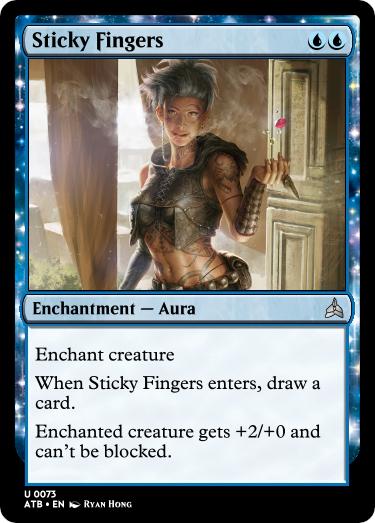 Sticky Fingers
Enchantment — Aura
Enchant creature
When Sticky Fingers enters, draw a
card.
Enchanted creature gets +2/+0 and
can't be blocked.
U 0073
ATB • EN Ryan Hong